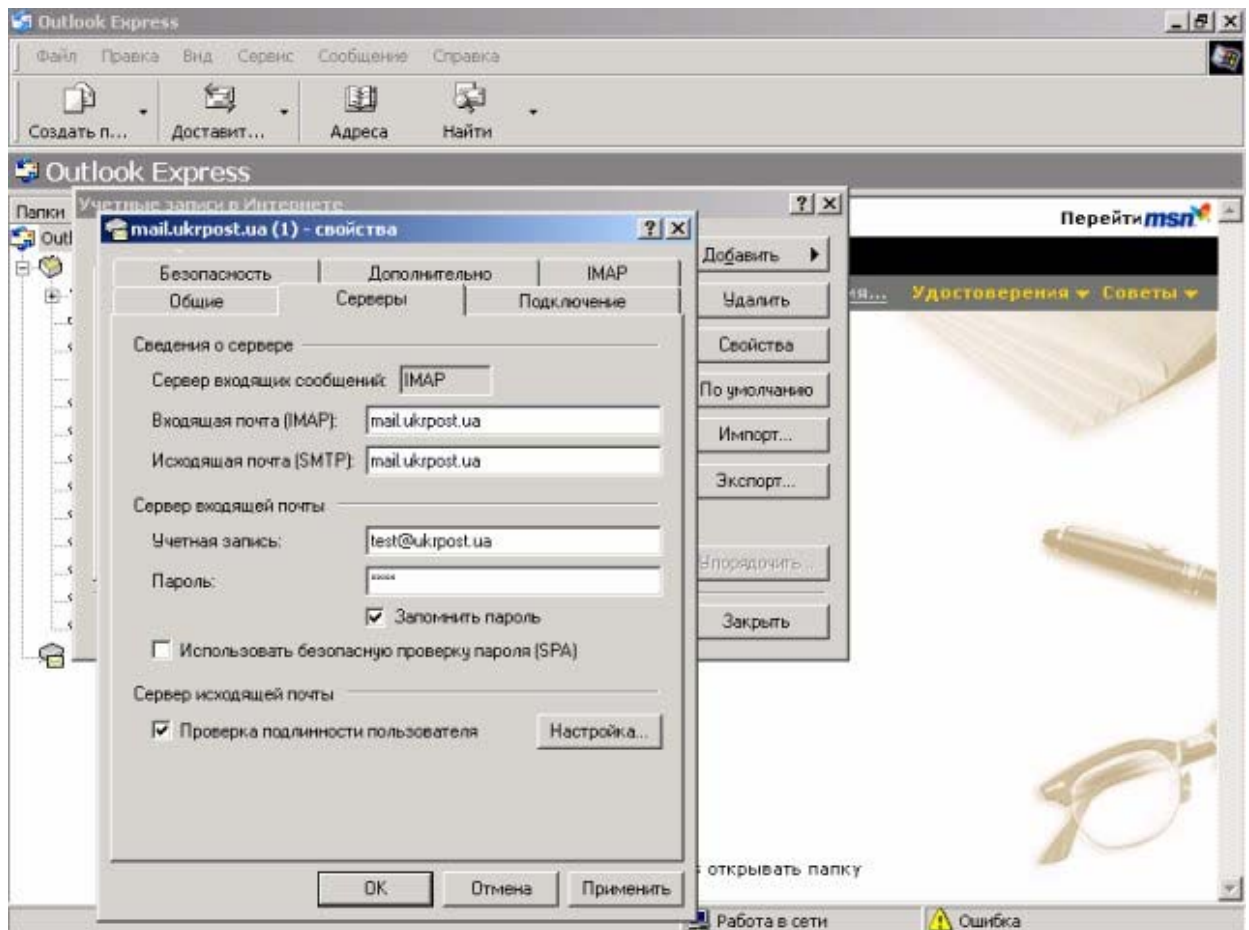 Outlook Express
Файл Правка Вид Сервис Сообщение Справка
Создать п... Доставит... Адреса Найти
Outlook Express
Папки
Учетные записи в Интернете
Перейти msn
Outl
mail.ukrpost.ua (1) - свойства
Добавить
Безопасность Дополнительно IMAP
Общие Серверы Подключение
Удалить
Удостоверения Советы
Сведения о сервере
Свойства
Сервер входящих сообщений: IMAP
По умолчанию
Входящая почта (IMAP): mail.ukrpost.ua
Импорт...
Исходящая почта (SMTP): mail.ukrpost.ua
Экспорт...
Сервер входящей почты
Учетная запись: test@ukrpost.ua
Упорядочить...
Пароль: *****
Запомнить пароль
Закрыть
Использовать безопасную проверку пароля (SPA)
Сервер исходящей почты
Проверка подлинности пользователя Настройка...
открывать папку
OK Отмена Применить
Работа в сети Ошибка